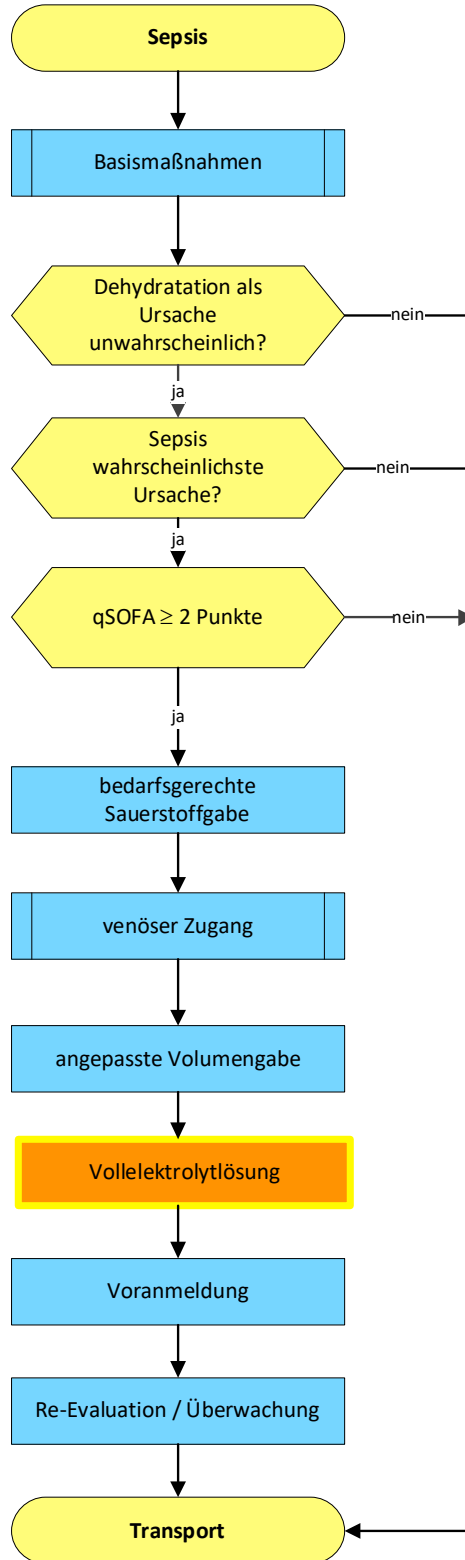 Sepsis
Basismaßnahmen
Dehydratation als
Ursache
unwahrscheinlich?
nein
ja
Sepsis
wahrscheinlichste
Ursache?
nein
ja
qSOFA ≥ 2 Punkte
nein
ja
bedarfsgerechte
Sauerstoffgabe
venöser Zugang
angepasste Volumengabe
Vollelektrolytlösung
Voranmeldung
Re-Evaluation / Überwachung
Transport